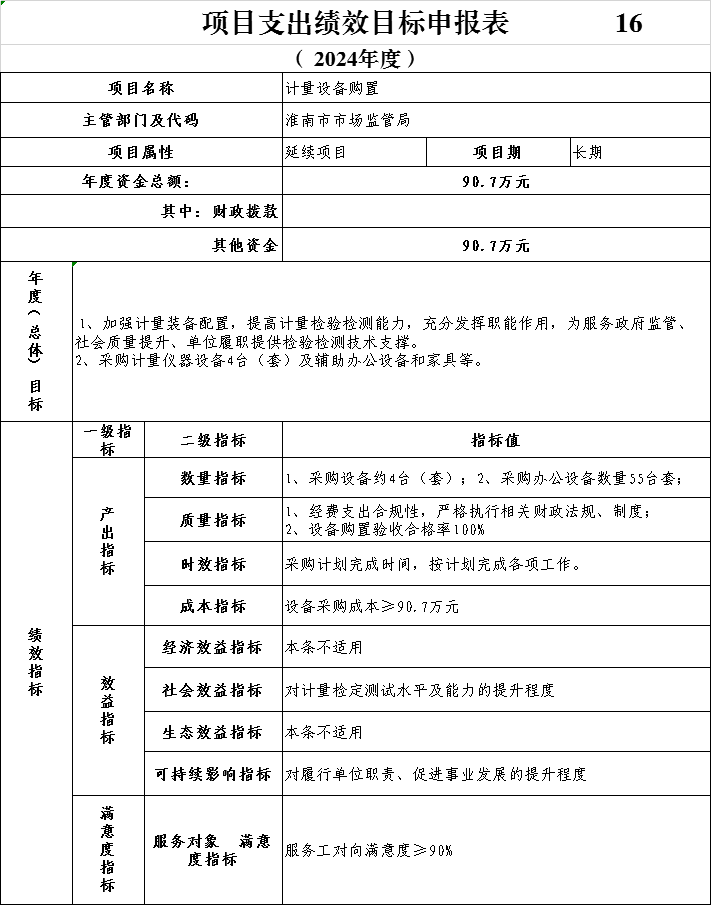 项目支出绩效目标申报表 16
（ 2024年度 ）
项目名称 计量设备购置
主管部门及代码 淮南市市场监管局
项目属性 延续项目 项目期 长期
年度资金总额： 90.7万元
其中：财政拨款
其他资金 90.7万元
年度（总体）目标
1、加强计量装备配置，提高计量检验检测能力，充分发挥职能作用，为服务政府监管、
社会质量提升、单位履职提供检验检测技术支撑。
2、采购计量仪器设备4台（套）及辅助办公设备和家具等。
绩效指标
一级指标 二级指标 指标值
产出指标
数量指标 1、采购设备约4台（套）；2、采购办公设备数量55台套；
质量指标 1、经费支出合规性，严格执行相关财政法规、制度；
2、设备购置验收合格率100%
时效指标 采购计划完成时间，按计划完成各项工作。
成本指标 设备采购成本≥90.7万元
效益指标
经济效益指标 本条不适用
社会效益指标 对计量检定测试水平及能力的提升程度
生态效益指标 本条不适用
可持续影响指标 对履行单位职责、促进事业发展的提升程度
满意度指标
服务对象 满意度指标 服务工对向满意度≥90%